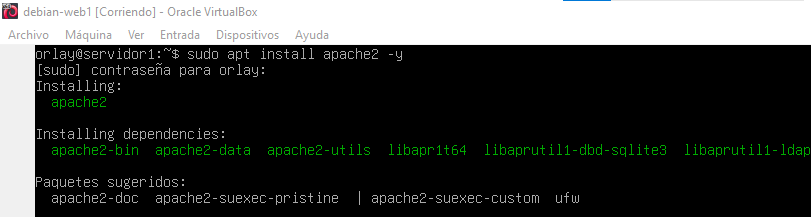 debian-web1 [Corriendo] - Oracle VirtualBox
Archivo Máquina Ver Entrada Dispositivos Ayuda
orlay@servidor1:~$ sudo apt install apache2 -y
[sudo] contraseña para orlay:
Installing:
apache2
Installing dependencies:
apache2-bin apache2-data apache2-utils libapr1t64 libaprutil1-dbd-sqlite3 libaprutil1-ldap
Paquetes sugeridos:
apache2-doc apache2-suexec-pristine | apache2-suexec-custom ufw